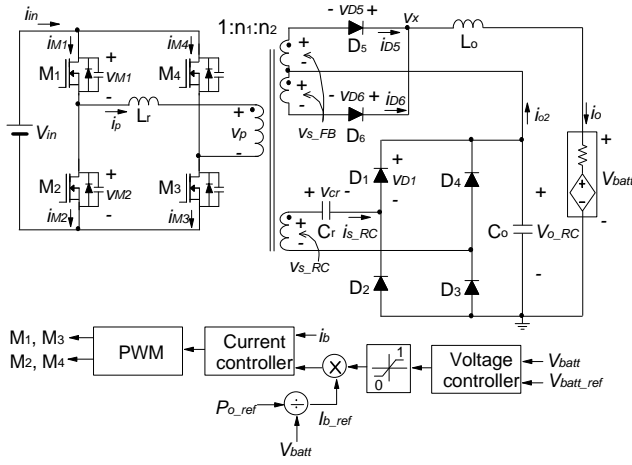 1:n1:n2
iin
iM1
iM4
M1
+
vM1
-
M4
ip
Lr
+
vp
-
Vin
M2
+
vM2
-
M3
iM2
iM3
- vD5 +
D5
iD5
vx
Lo
+
-
vs_FB
+
-
- vD6 +
D6
iD6
io2
io
+
Vbatt
-
D1
+
vD1
-
D4
+ vcr -
Cr
is_RC
+
-
vs_RC
D2
D3
Co
+
Vo_RC
-
M1, M3
M2, M4
PWM
Current
controller
ib
×
1
0
Voltage
controller
Vbatt
Vbatt_ref
Po_ref
÷
Ib_ref
Vbatt